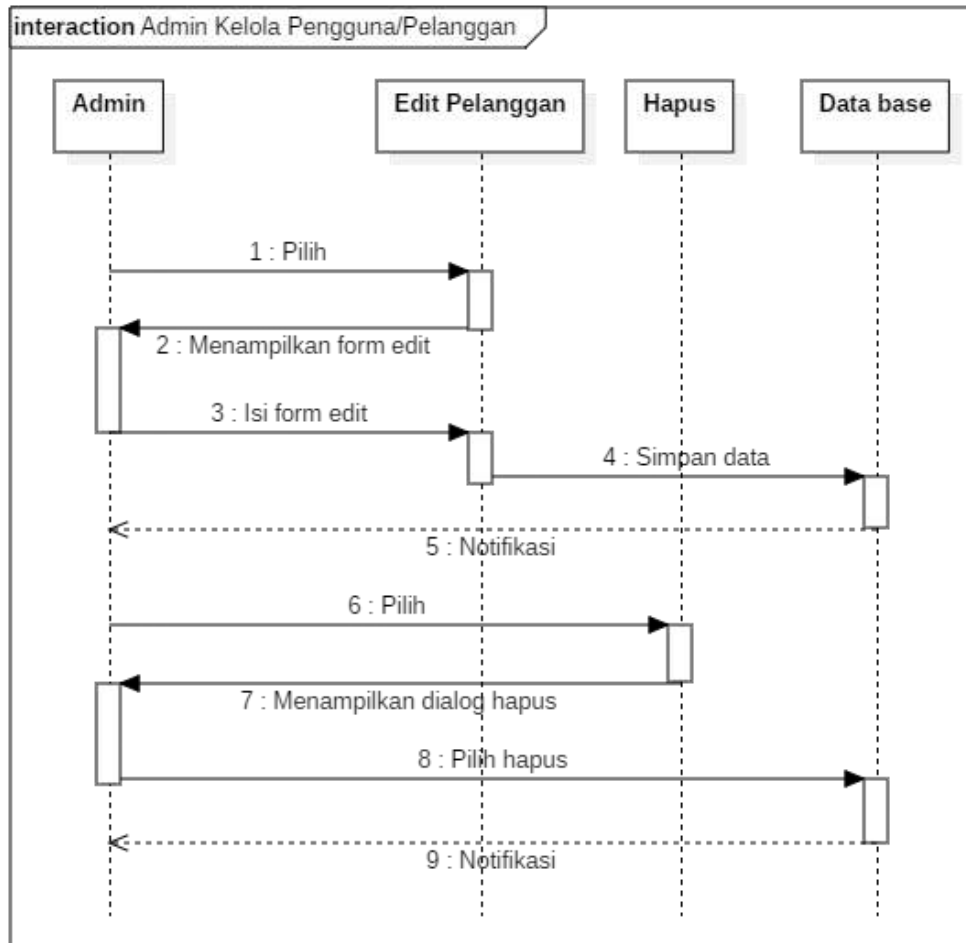 interaction Admin Kelola Pengguna/Pelanggan
Admin
Edit Pelanggan
Hapus
Data base
1 : Pilih
2 : Menampilkan form edit
3 : Isi form edit
4 : Simpan data
5 : Notifikasi
6 : Pilih
7 : Menampilkan dialog hapus
8 : Pilih hapus
9 : Notifikasi